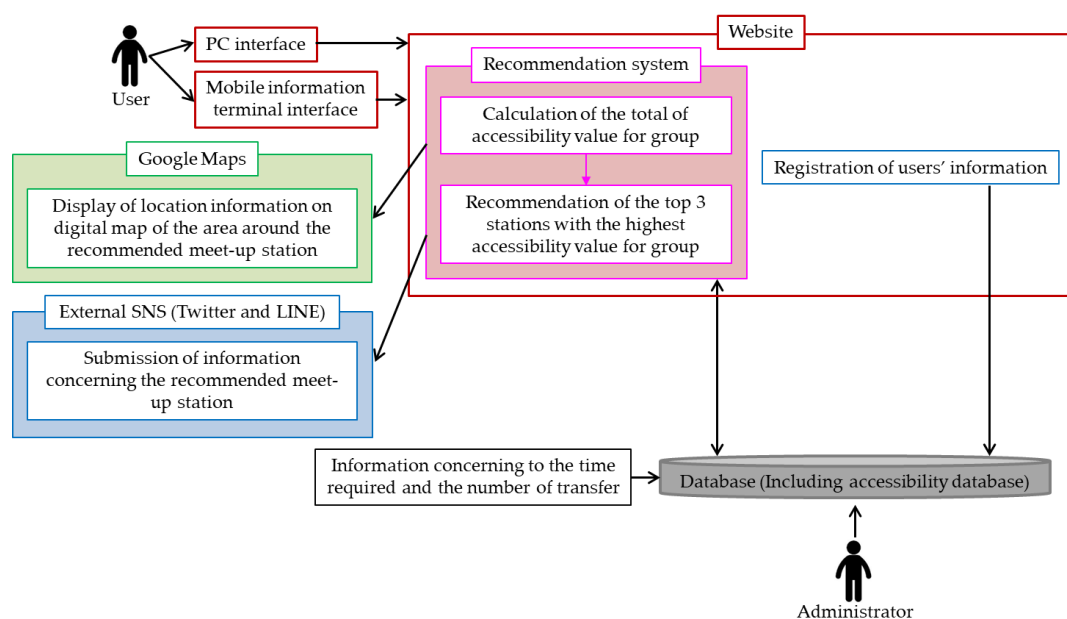 Website
PC interface
User
Mobile information
terminal interface
Recommendation system
Calculation of the total of
accessibility value for group
Recommendation of the top 3
stations with the highest
accessibility value for group
Registration of users’ information
Google Maps
Display of location information on
digital map of the area around the
recommended meet-up station
External SNS (Twitter and LINE)
Submission of information
concerning the recommended meet-
up station
Information concerning to the time
required and the number of transfer
Database (Including accessibility database)
Administrator